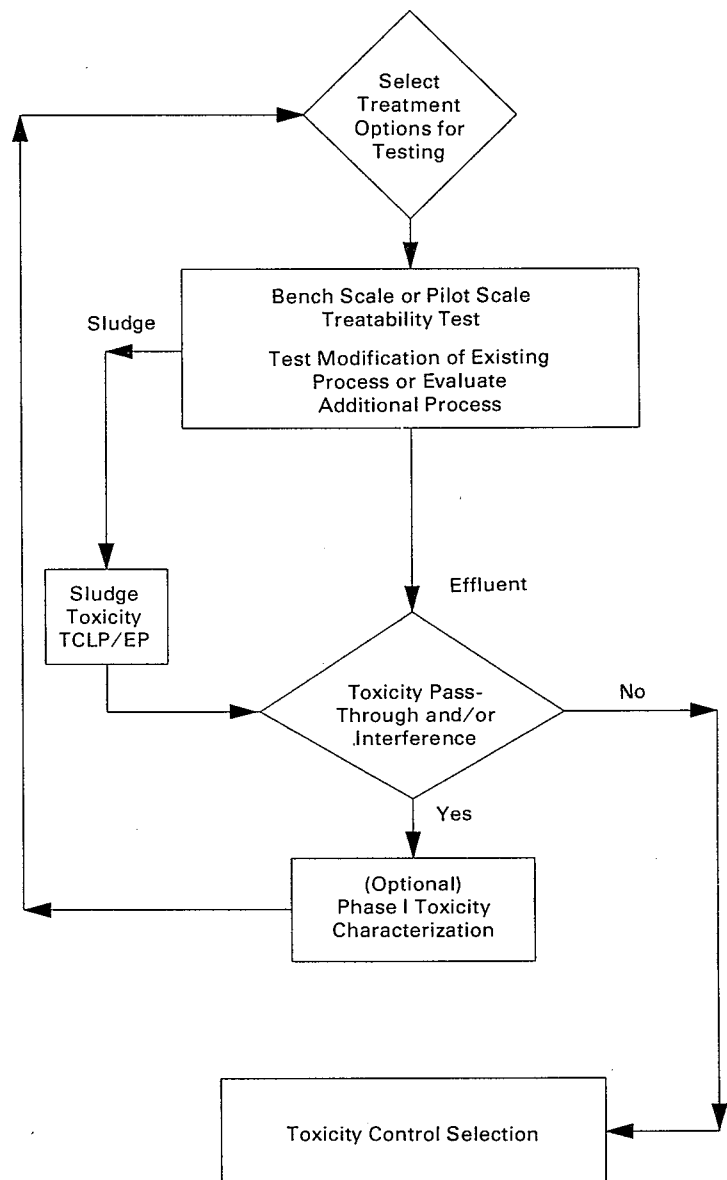 Select
Treatment
Options for
Testing
Bench Scale or Pilot Scale
Treatability Test
Test Modification of Existing
Process or Evaluate
Additional Process
Sludge
Sludge
Toxicity
TCLP/EP
Effluent
Toxicity Pass-
Through and/or
Interference
No
Yes
(Optional)
Phase I Toxicity
Characterization
Toxicity Control Selection